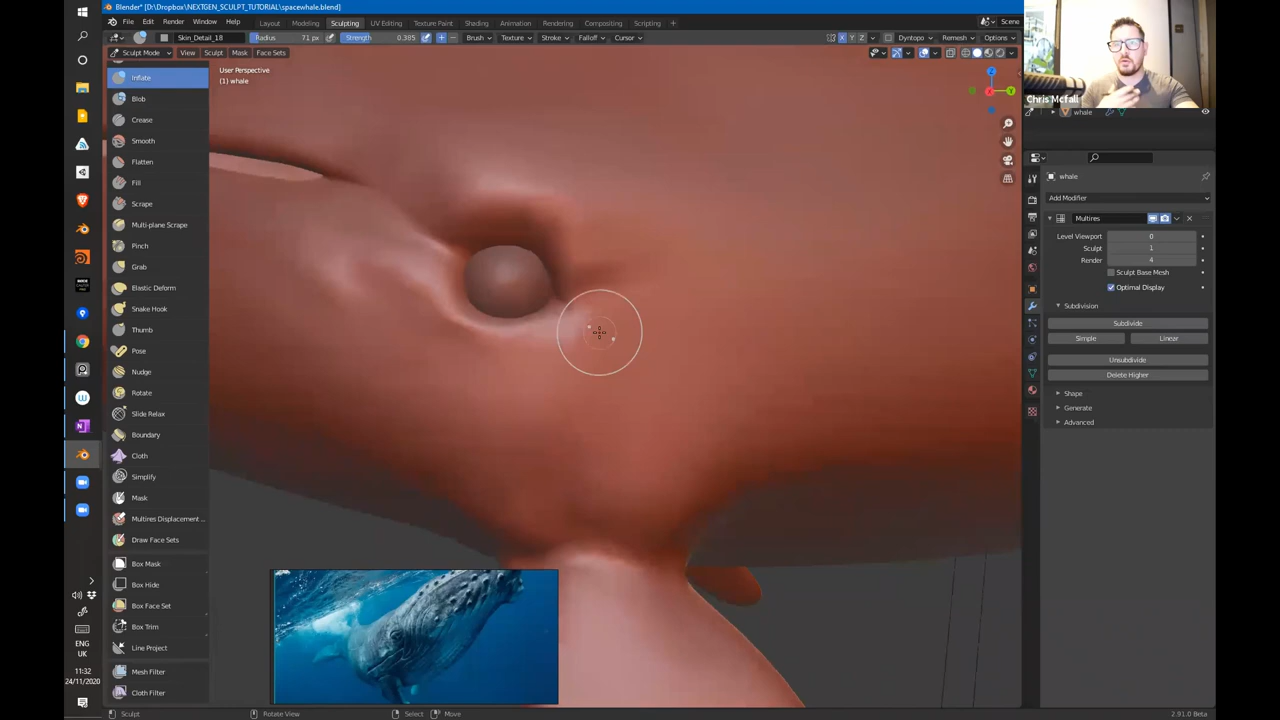 Blender* [D:\Dropbox\NEXTGEN_SCULPT_TUTORIAL\spacewhale.blend]
File Edit Render Window Help Layout Modeling Sculpting UV Editing Texture Paint Shading Animation Rendering Compositing Scripting + Scene
Skin_Detail_18 Radius 71 px Strength 0.385 Brush Texture Stroke Falloff Cursor X Y Z Dyntopo Remesh Options
Sculpt Mode View Sculpt Mask Face Sets
User Perspective
(1) whale
Inflate
Blob
Crease
Smooth
Flatten
Fill
Scrape
Multi-plane Scrape
Pinch
Grab
Elastic Deform
Snake Hook
Thumb
Pose
Nudge
Rotate
Slide Relax
Boundary
Cloth
Simplify
Mask
Multires Displacement ...
Draw Face Sets
Box Mask
Box Hide
Box Face Set
Box Trim
Line Project
Mesh Filter
Cloth Filter
Z
Y
X
Chris Mcfall
whale
whale
Add Modifier
Multires
Level Viewport 0
Sculpt 1
Render 4
Sculpt Base Mesh
Optimal Display
Subdivision
Subdivide
Simple Linear
Unsubdivide
Delete Higher
Shape
Generate
Advanced
ENG
UK
11:32
24/11/2020
Sculpt Rotate View Select Move 2.91.0 Beta